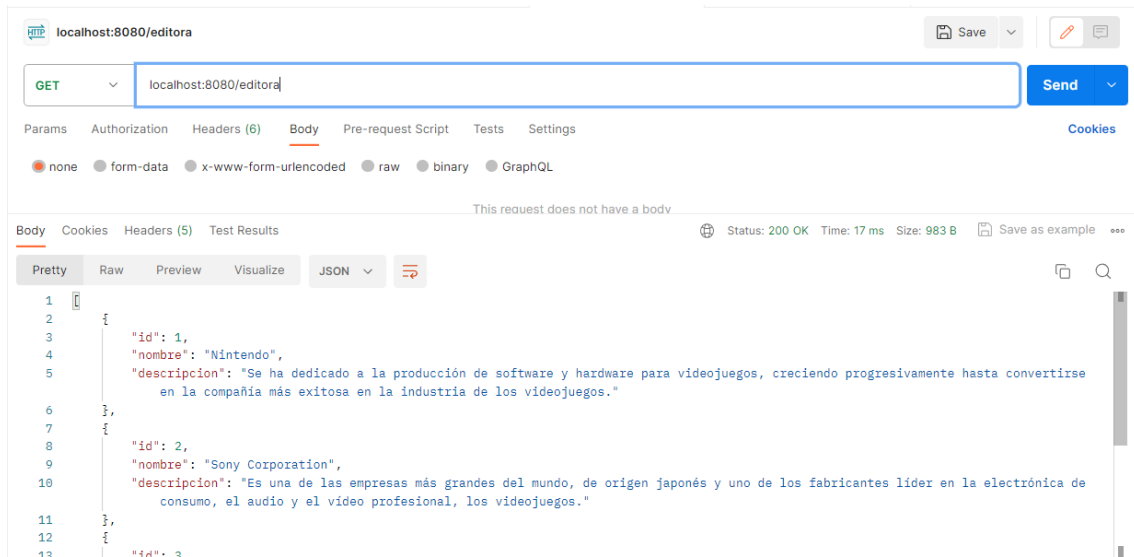 HTTP localhost:8080/editora Save
GET localhost:8080/editora Send
Params Authorization Headers (6) Body Pre-request Script Tests Settings Cookies
none form-data x-www-form-urlencoded raw binary GraphQL
This request does not have a body
Body Cookies Headers (5) Test Results Status: 200 OK Time: 17 ms Size: 983 B Save as example
Pretty Raw Preview Visualize JSON
1 [
2 {
3 "id": 1,
4 "nombre": "Nintendo",
5 "descripcion": "Se ha dedicado a la producción de software y hardware para videojuegos, creciendo progresivamente hasta convertirse
en la compañía más exitosa en la industria de los videojuegos."
6 },
7 {
8 "id": 2,
9 "nombre": "Sony Corporation",
10 "descripcion": "Es una de las empresas más grandes del mundo, de origen japonés y uno de los fabricantes líder en la electrónica de
consumo, el audio y el vídeo profesional, los videojuegos."
11 },
12 {
13 "id": 3